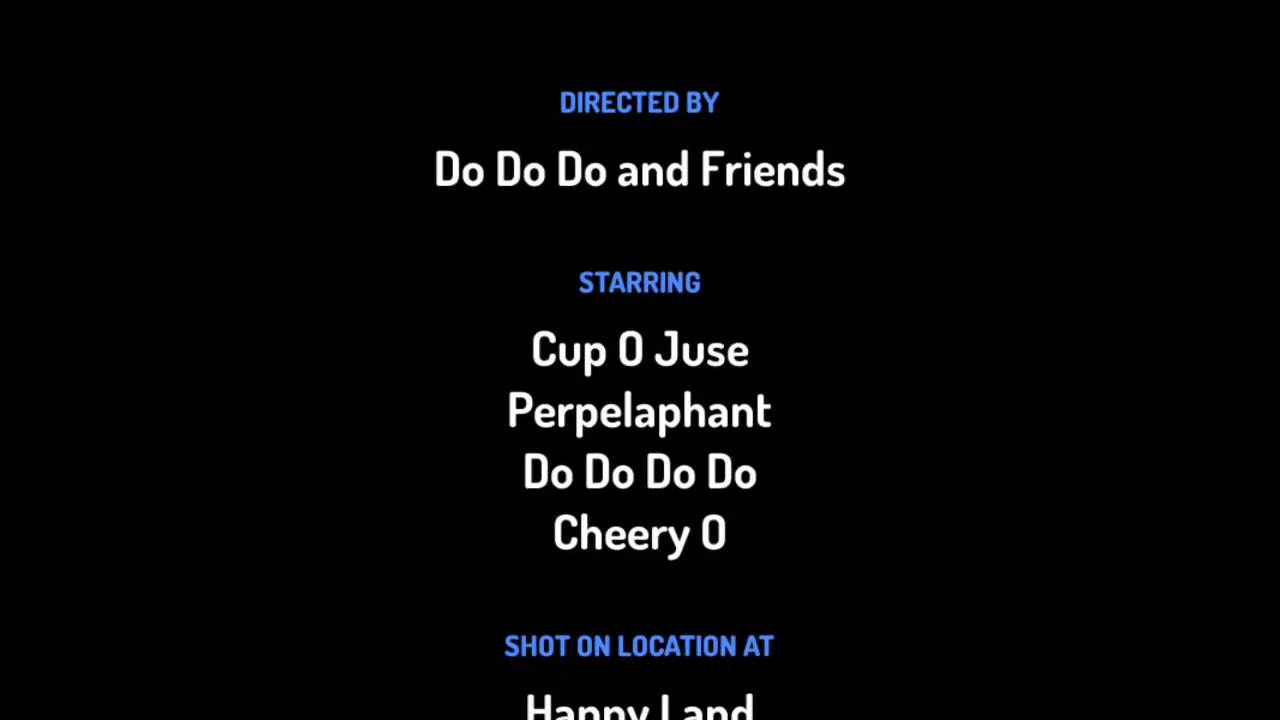 DIRECTED BY
Do Do Do and Friends
STARRING
Cup O Juse
Perpelaphant
Do Do Do Do
Cheery O
SHOT ON LOCATION AT
Happy Land